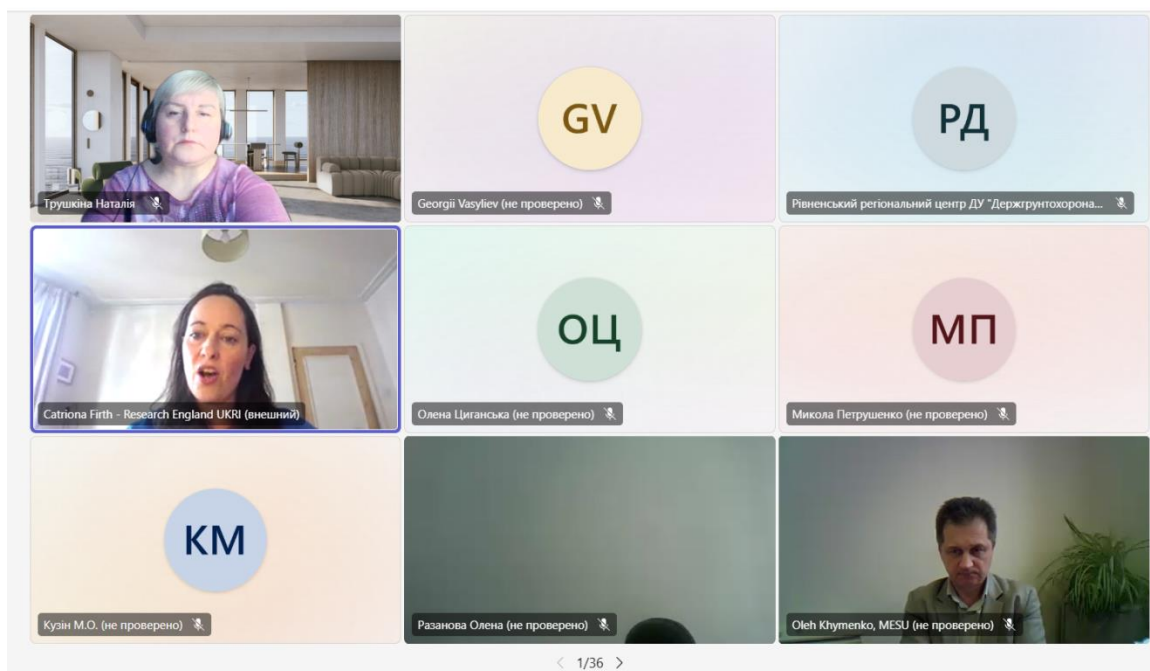 Трушкіна Наталія
GV
Georgii Vasyliev (не проверено)
РД
Рівненський регіональний центр ДУ "Держгрунтохорона...
Catriona Firth - Research England UKRI (внешний)
ОЦ
Олена Циганська (не проверено)
МП
Микола Петрушенко (не проверено)
КМ
Кузін М.О. (не проверено)
Разанова Олена (не проверено)
Oleh Khymenko, MESU (не проверено)
1/36